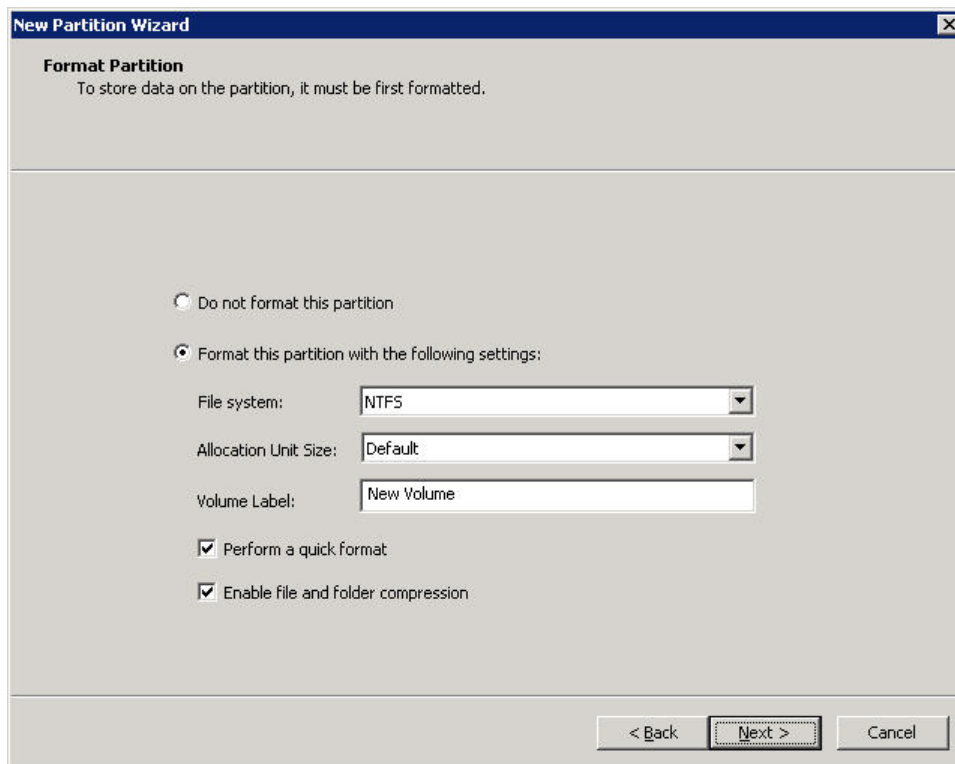 New Partition Wizard
Format Partition
To store data on the partition, it must be first formatted.
Do not format this partition
Format this partition with the following settings:
File system: NTFS
Allocation Unit Size: Default
Volume Label: New Volume
Perform a quick format
Enable file and folder compression
< Back Next > Cancel